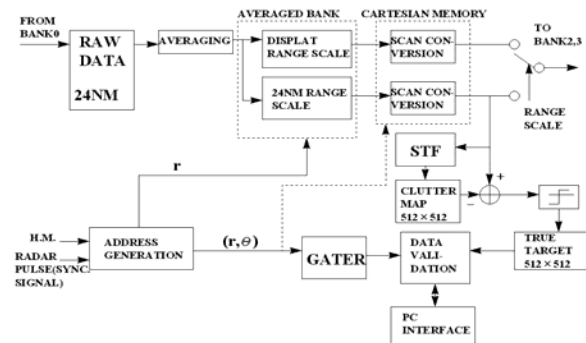 FROM
BANK0
RAW
DATA
24NM
AVERAGING
AVERAGED BANK
DISPLAT
RANGE SCALE
24NM RANGE
SCALE
CARTESIAN MEMORY
SCAN CON-
VERSION
SCAN CON-
VERSION
TO
BANK2,3
RANGE
SCALE
STF
CLUTTER
MAP
512×512
−
+
r
H.M.
RADAR
PULSE(SYNC.
SIGNAL)
ADDRESS
GENERATION
(r,θ)
GATER
DATA
VALI-
DATION
TRUE
TARGET
512×512
PC
INTERFACE